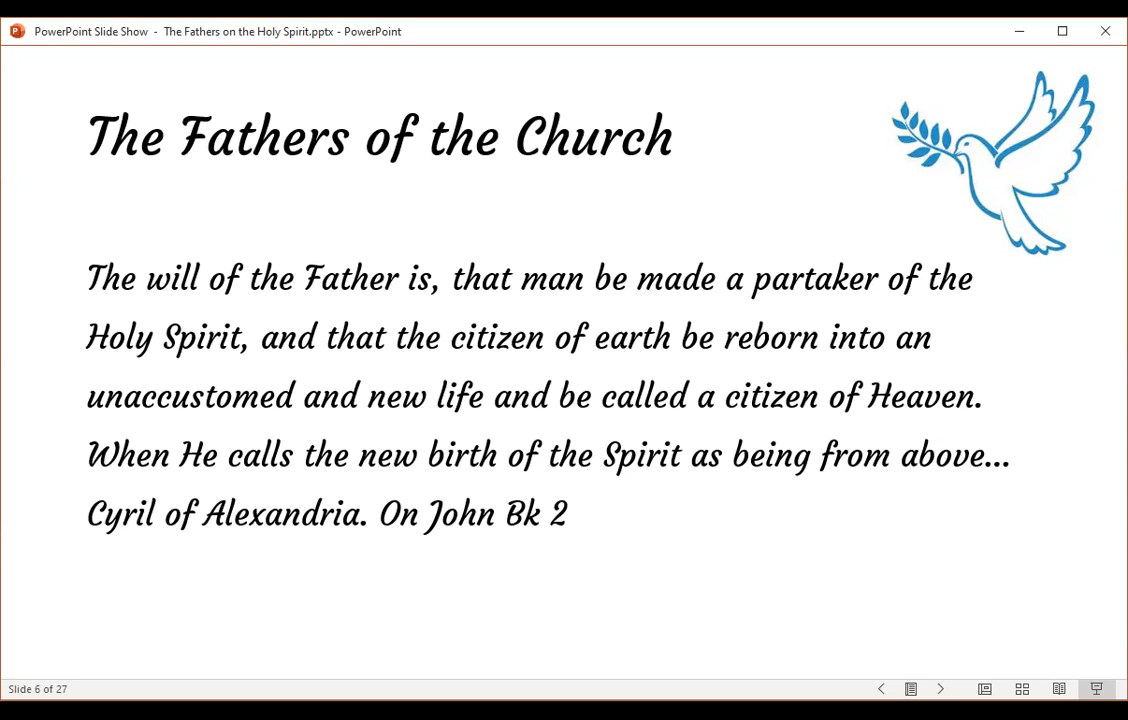 PowerPoint Slide Show - The Fathers on the Holy Spirit.pptx - PowerPoint
The Fathers of the Church
The will of the Father is, that man be made a partaker of the
Holy Spirit, and that the citizen of earth be reborn into an
unaccustomed and new life and be called a citizen of Heaven.
When He calls the new birth of the Spirit as being from above...
Cyril of Alexandria. On John Bk 2
Slide 6 of 27